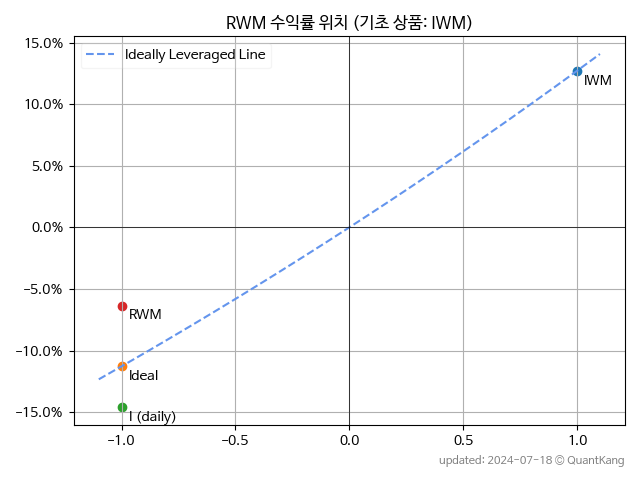 RWM 수익률 위치 (기초 상품: IWM)
Ideally Leveraged Line
15.0%
10.0%
5.0%
0.0%
−5.0%
−10.0%
−15.0%
IWM
RWM
Ideal
I (daily)
−1.0
−0.5
0.0
0.5
1.0
updated: 2024-07-18 © QuantKang